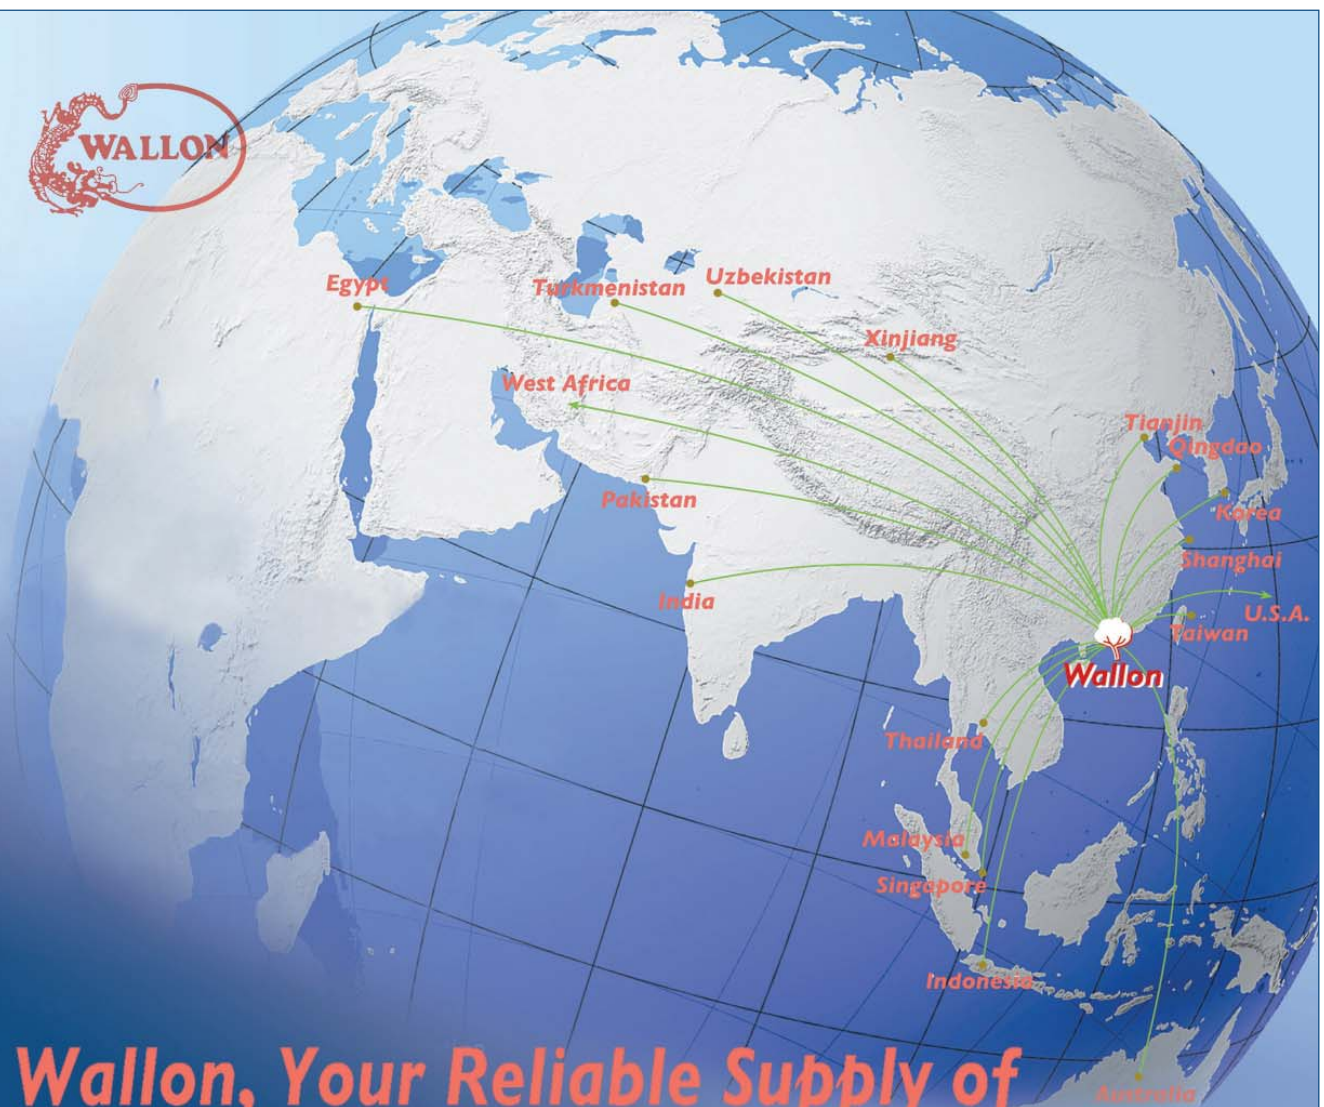 WALLON
Egypt
Turkmenistan
Uzbekistan
Xinjiang
West Africa
Tianjin
Qingdao
Pakistan
Korea
Shanghai
India
U.S.A.
Taiwan
Wallon
Thailand
Malaysia
Singapore
Indonesia
Wallon, Your Reliable Supply of
Australia